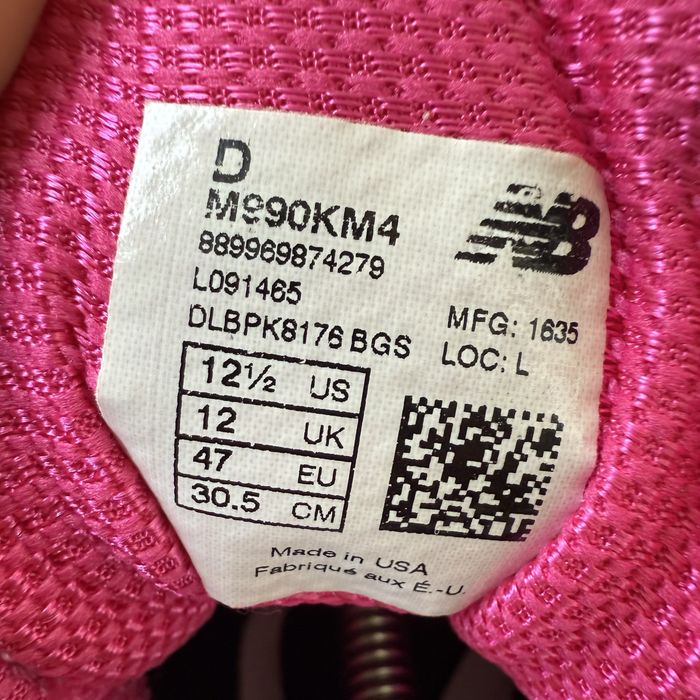 D
M990KM4
889969874279
L091465
DLBPK8176 BGS
NB
MFG: 1635
LOC: L
12½ US
12 UK
47 EU
30.5 CM
Made in USA
Fabriqué aux É.-U.